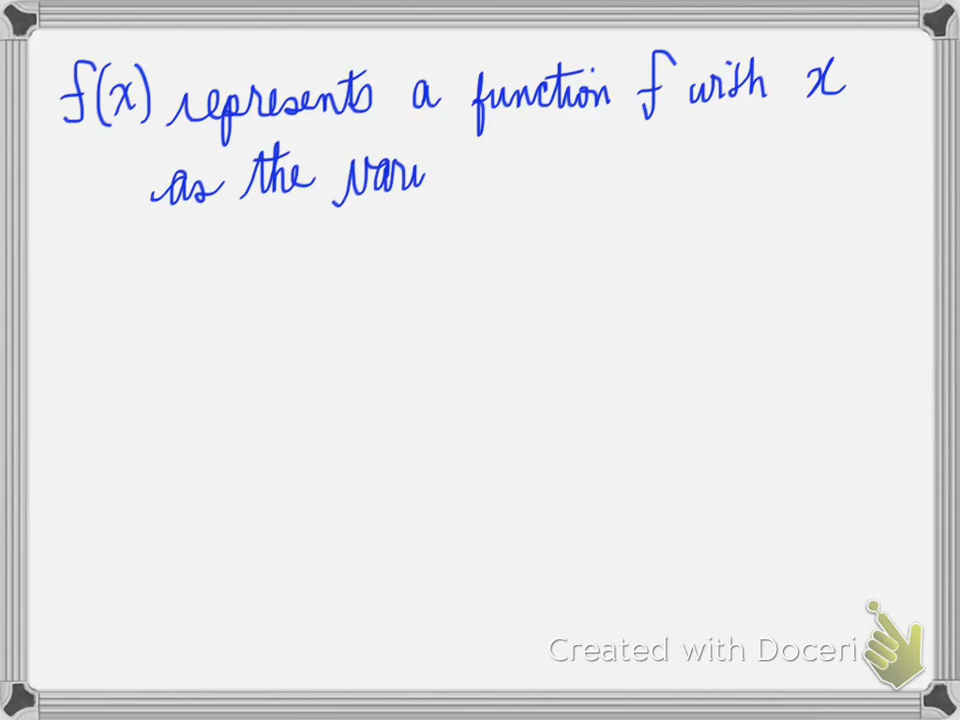 f(x) represents a function f with x
as the vari
Created with Doceri